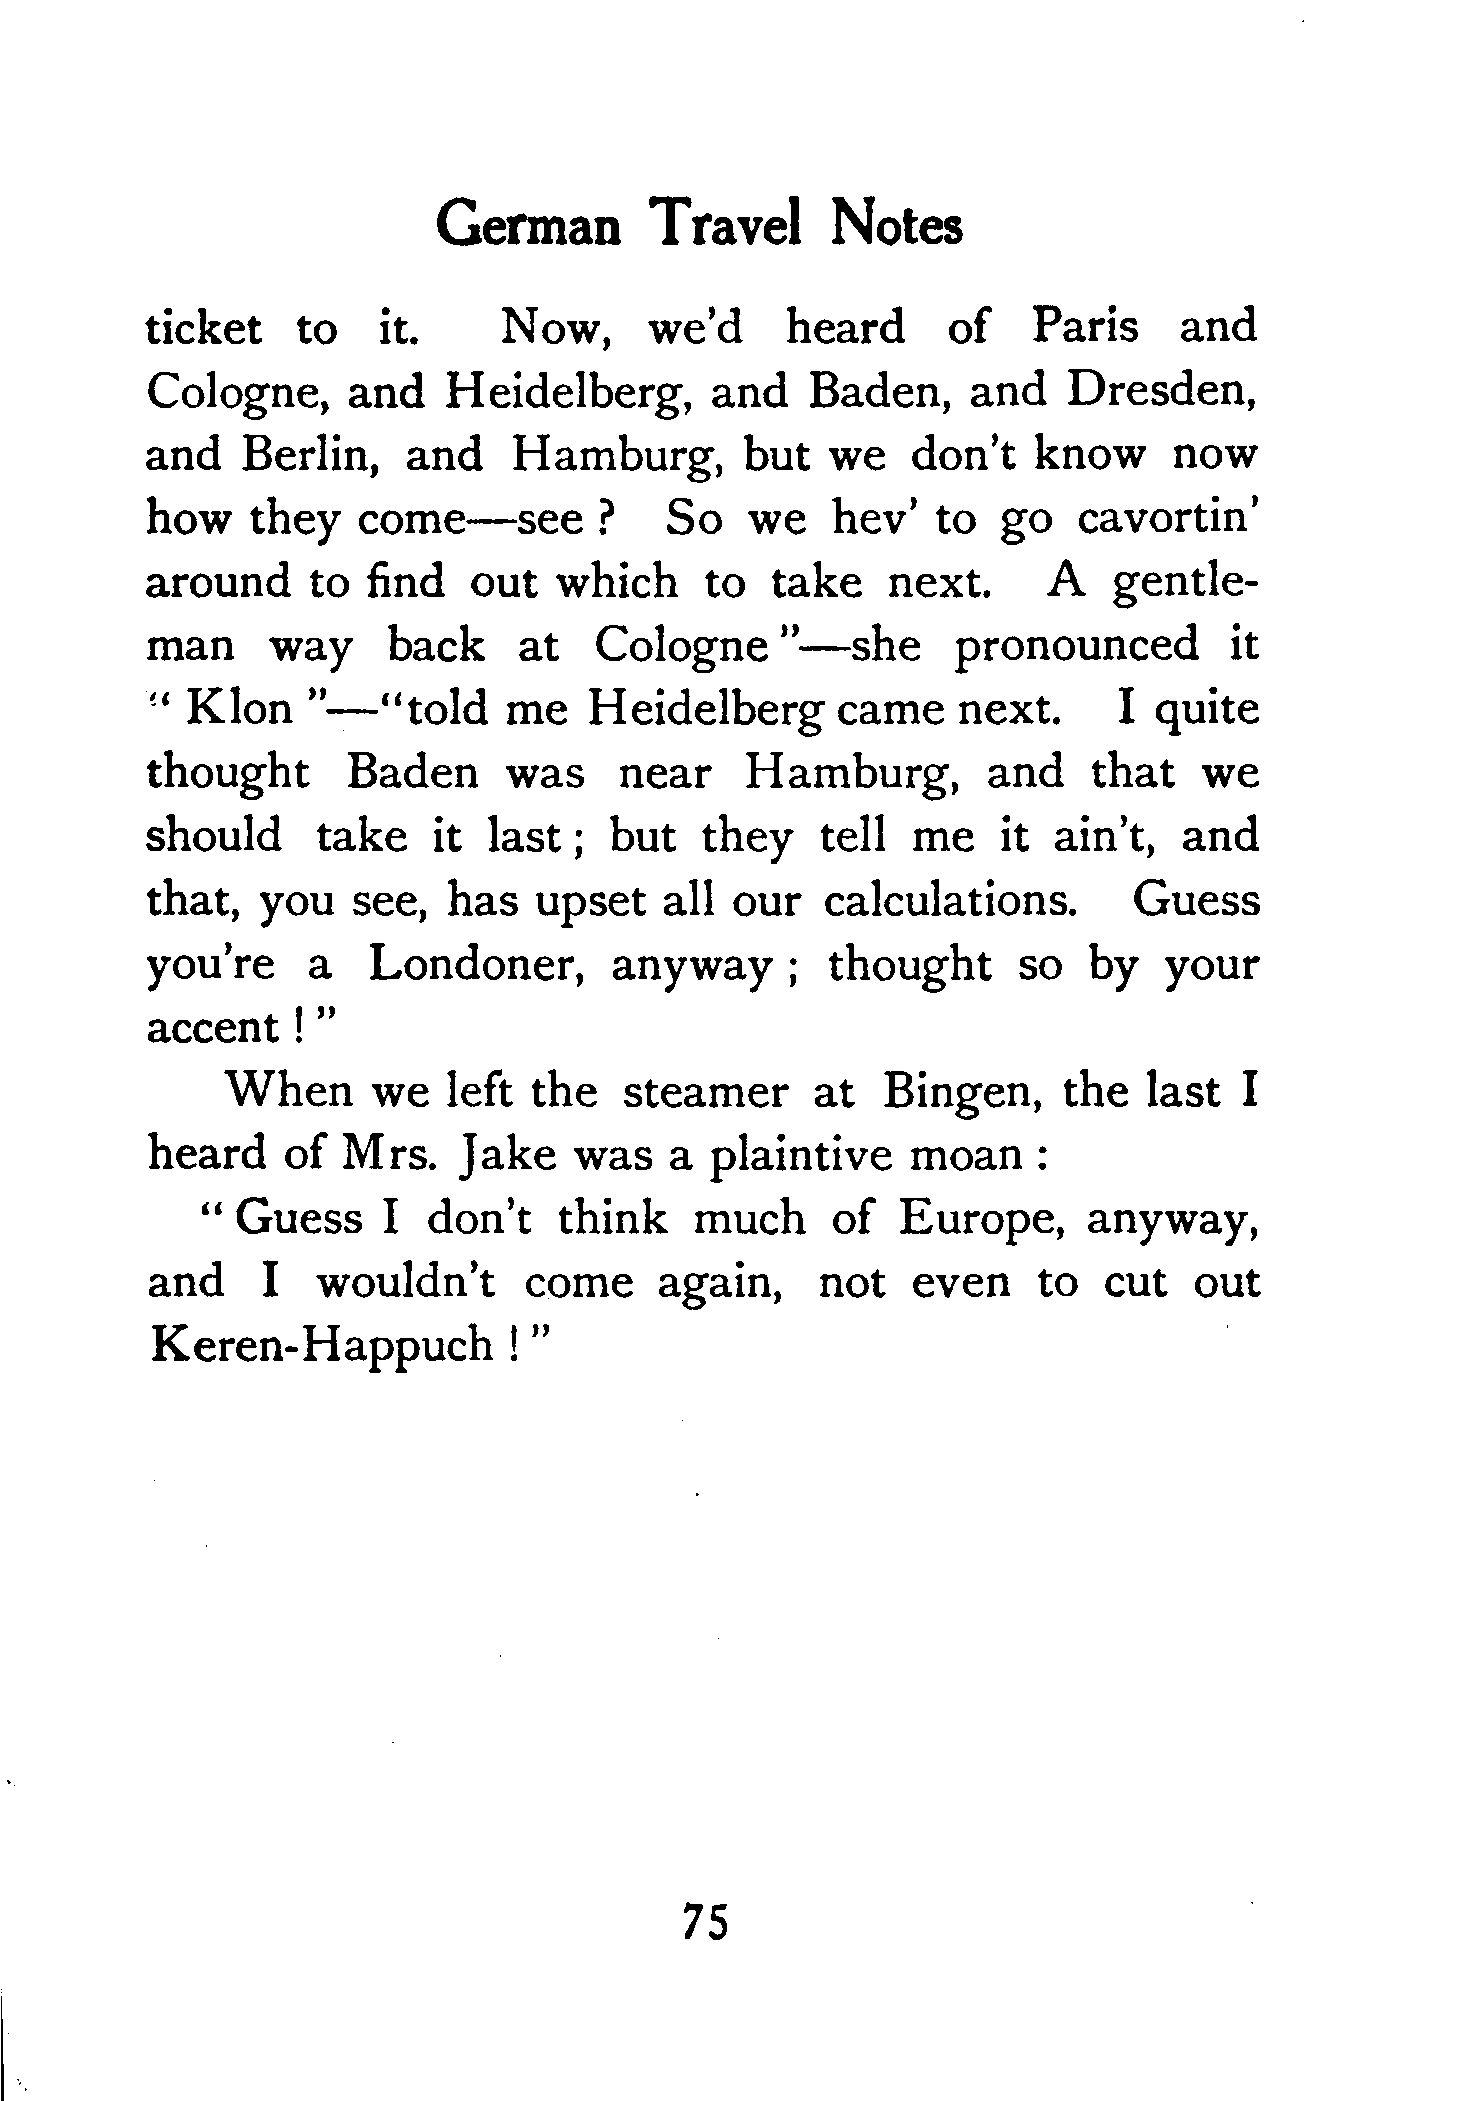 German Travel Notes
ticket to it. Now, we'd heard of Paris and
Cologne, and Heidelberg, and Baden, and Dresden,
and Berlin, and Hamburg, but we don't know now
how they come—see ? So we hev' to go cavortin'
around to find out which to take next. A gentle-
man way back at Cologne"—she pronounced it
" Klon "—"told me Heidelberg came next. I quite
thought Baden was near Hamburg, and that we
should take it last ; but they tell me it ain't, and
that, you see, has upset all our calculations. Guess
you're a Londoner, anyway ; thought so by your
accent ! "
When we left the steamer at Bingen, the last I
heard of Mrs. Jake was a plaintive moan :
" Guess I don't think much of Europe, anyway,
and I wouldn't come again, not even to cut out
Keren-Happuch ! "
75